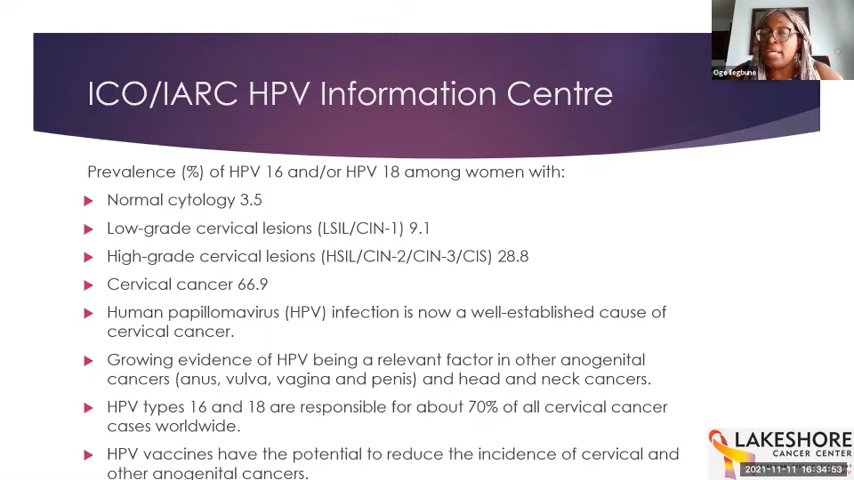 ICO/IARC HPV Information Centre
Oge Ilegbune
Prevalence (%) of HPV 16 and/or HPV 18 among women with:
Normal cytology 3.5
Low-grade cervical lesions (LSIL/CIN-1) 9.1
High-grade cervical lesions (HSIL/CIN-2/CIN-3/CIS) 28.8
Cervical cancer 66.9
Human papillomavirus (HPV) infection is now a well-established cause of
cervical cancer.
Growing evidence of HPV being a relevant factor in other anogenital
cancers (anus, vulva, vagina and penis) and head and neck cancers.
HPV types 16 and 18 are responsible for about 70% of all cervical cancer
cases worldwide.
HPV vaccines have the potential to reduce the incidence of cervical and
other anogenital cancers.
LAKESHORE
CANCER CENTER
2021-11-11 16:34:53